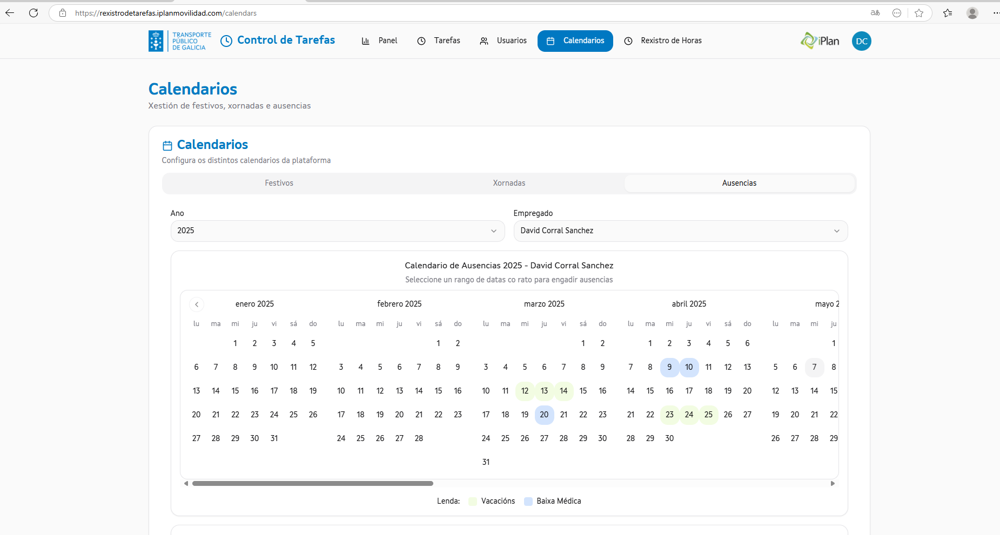 https://rexistrodetarefas.iplanmovilidad.com/calendars
TRANSPORTE
PÚBLICO
DE GALICIA
Control de Tarefas
Panel
Tarefas
Usuarios
Calendarios
Rexistro de Horas
iPlan
DC
Calendarios
Xestión de festivos, xornadas e ausencias
Calendarios
Configura os distintos calendarios da plataforma
Festivos
Xornadas
Ausencias
Ano
Empregado
2025
David Corral Sanchez
Calendario de Ausencias 2025 - David Corral Sanchez
Seleccione un rango de datas co rato para engadir ausencias
enero 2025
lu ma mi ju vi sá do
1 2 3 4 5
6 7 8 9 10 11 12
13 14 15 16 17 18 19
20 21 22 23 24 25 26
27 28 29 30 31
febrero 2025
lu ma mi ju vi sá do
1 2
3 4 5 6 7 8 9
10 11 12 13 14 15 16
17 18 19 20 21 22 23
24 25 26 27 28
marzo 2025
lu ma mi ju vi sá do
1 2
3 4 5 6 7 8 9
10 11 12 13 14 15 16
17 18 19 20 21 22 23
24 25 26 27 28 29 30
31
abril 2025
lu ma mi ju vi sá do
1 2 3 4 5 6
7 8 9 10 11 12 13
14 15 16 17 18 19 20
21 22 23 24 25 26 27
28 29 30
mayo 2
lu ma mi ju
1
5 6 7 8
12 13 14 15
19 20 21 22
26 27 28 29
Lenda: Vacacións Baixa Médica